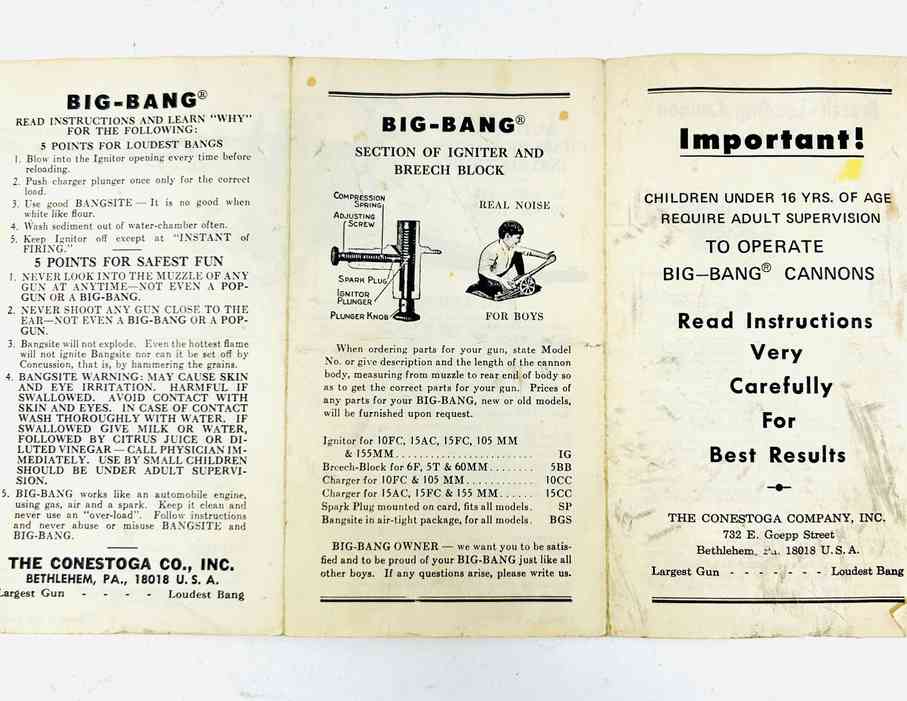 BIG-BANG®
READ INSTRUCTIONS AND LEARN "WHY"
FOR THE FOLLOWING:
5 POINTS FOR LOUDEST BANGS
1. Blow into the Ignitor opening every time before
reloading.
2. Push charger plunger once only for the correct
load.
3. Use good BANGSITE — It is no good when
white like flour.
4. Wash sediment out of water-chamber often.
5. Keep Ignitor off except at "INSTANT of
FIRING."
5 POINTS FOR SAFEST FUN
1. NEVER LOOK INTO THE MUZZLE OF ANY
GUN AT ANYTIME—NOT EVEN A POP-
GUN OR A BIG-BANG.
2. NEVER SHOOT ANY GUN CLOSE TO THE
EAR—NOT EVEN A BIG-BANG OR A POP-
GUN.
3. Bangsite will not explode. Even the hottest flame
will not ignite Bangsite nor can it be set off by
Concussion, that is, by hammering the grains.
4. BANGSITE WARNING: MAY CAUSE SKIN
AND EYE IRRITATION. HARMFUL IF
SWALLOWED. AVOID CONTACT WITH
SKIN AND EYES. IN CASE OF CONTACT
WASH THOROUGHLY WITH WATER. IF
SWALLOWED GIVE MILK OR WATER,
FOLLOWED BY CITRUS JUICE OR DI-
LUTED VINEGAR — CALL PHYSICIAN IM-
MEDIATELY. USE BY SMALL CHILDREN
SHOULD BE UNDER ADULT SUPERVI-
SION.
5. BIG-BANG works like an automobile engine,
using gas, air and a spark. Keep it clean and
never use an "over-load". Follow instructions
and never abuse or misuse BANGSITE and
BIG-BANG.
THE CONESTOGA CO., INC.
BETHLEHEM, PA., 18018 U. S. A.
Largest Gun - - - - Loudest Bang
BIG-BANG®
SECTION OF IGNITER AND
BREECH BLOCK
COMPRESSION
SPRING
ADJUSTING
SCREW
SPARK PLUG
IGNITOR
PLUNGER
PLUNGER KNOB
REAL NOISE
FOR BOYS
When ordering parts for your gun, state Model
No. or give description and the length of the cannon
body, measuring from muzzle to rear end of body so
as to get the correct parts for your gun. Prices of
any parts for your BIG-BANG, new or old models,
will be furnished upon request.
Ignitor for 10FC, 15AC, 15FC, 105 MM
& 155MM........................ IG
Breech-Block for 6F, 5T & 60MM........ 5BB
Charger for 10FC & 105 MM............ 10CC
Charger for 15AC, 15FC & 155 MM...... 15CC
Spark Plug mounted on card, fits all models. SP
Bangsite in air-tight package, for all models. BGS
BIG-BANG OWNER — we want you to be satis-
fied and to be proud of your BIG-BANG just like all
other boys. If any questions arise, please write us.
Important!
CHILDREN UNDER 16 YRS. OF AGE
REQUIRE ADULT SUPERVISION
TO OPERATE
BIG—BANG® CANNONS
Read Instructions
Very
Carefully
For
Best Results
THE CONESTOGA COMPANY, INC.
732 E. Goepp Street
Bethlehem, Pa. 18018 U. S. A.
Largest Gun - - - - - - - Loudest Bang